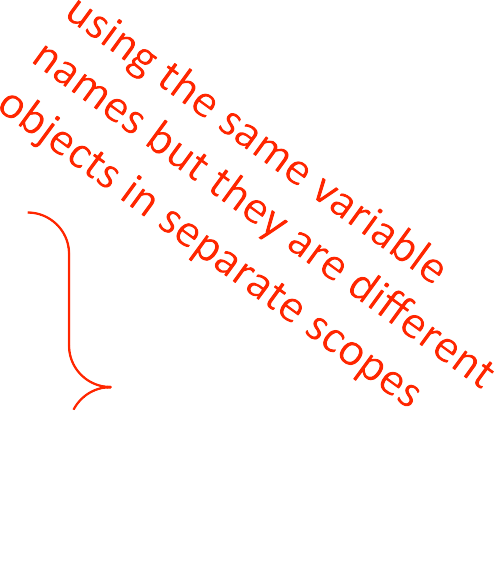 using the same variable
names but they are different
objects in separate scopes